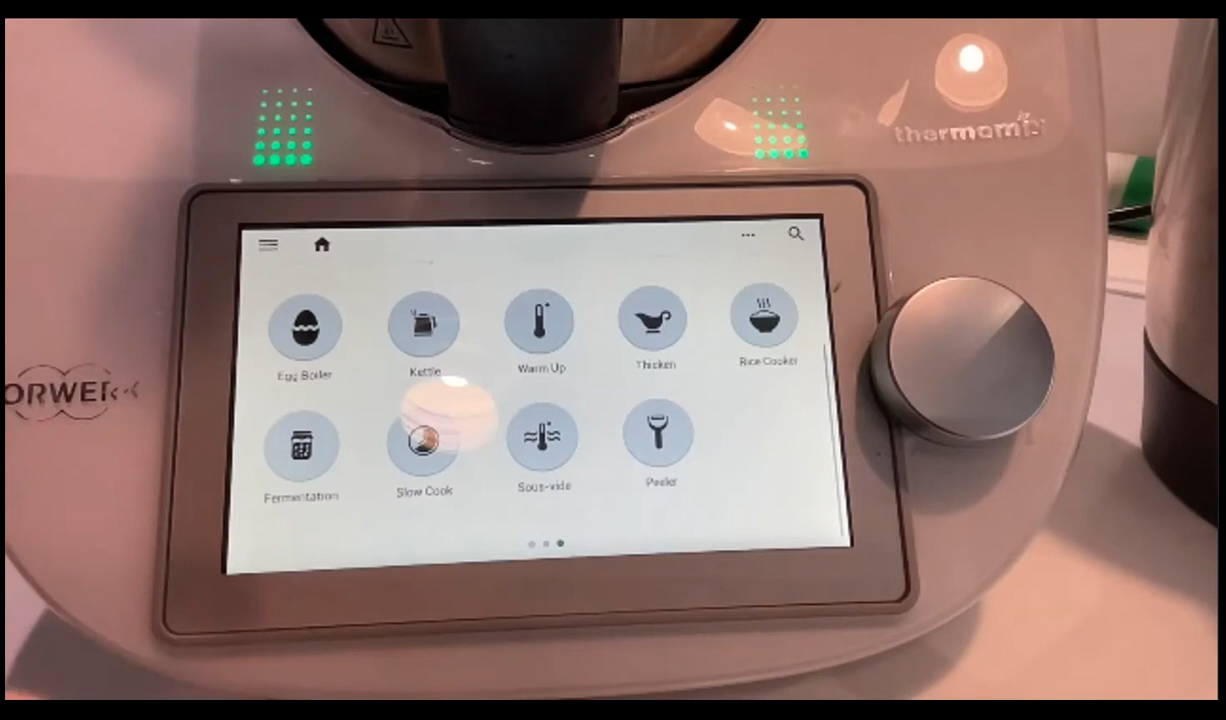 thermomix
Egg Boiler
Kettle
Warm Up
Thicken
Rice Cooker
ORWERK
Fermentation
Slow Cook
Sous-vide
Peeler